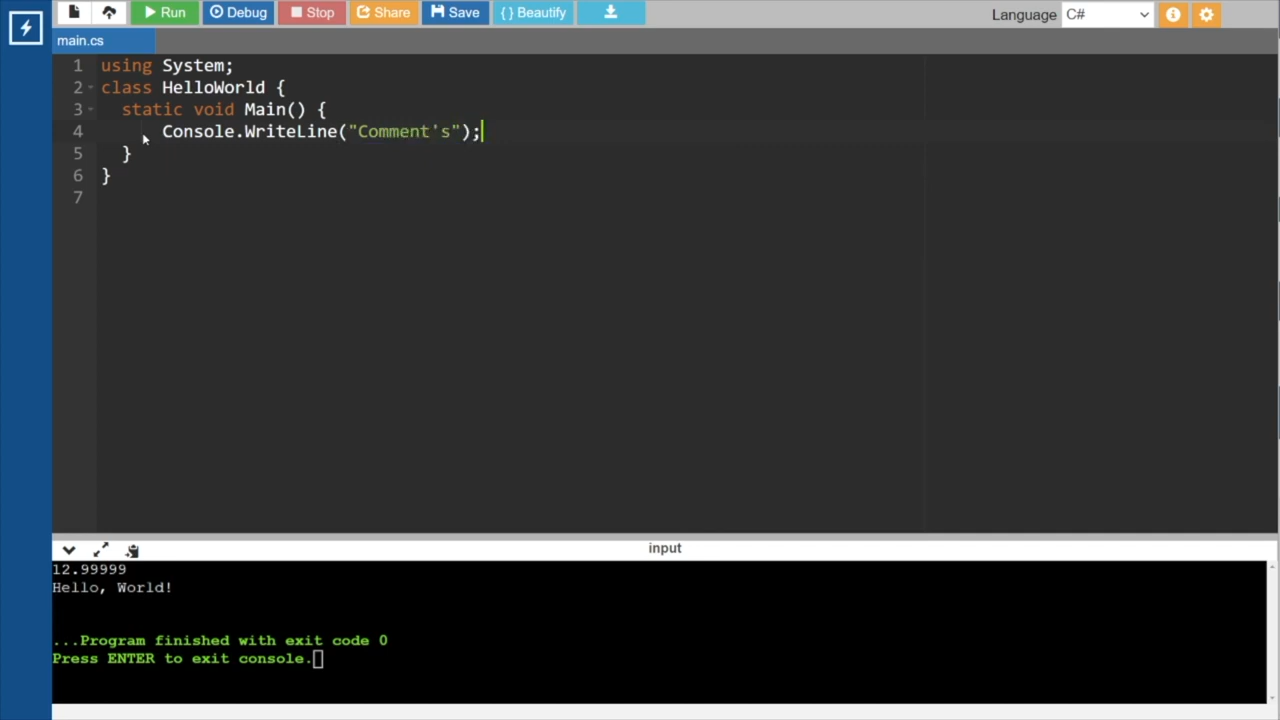 Run Debug Stop Share Save { } Beautify Language C#
main.cs
1 using System;
2 class HelloWorld {
3 static void Main() {
4 Console.WriteLine("Comment's");
5 }
6 }
7
input
12.99999
Hello, World!
...Program finished with exit code 0
Press ENTER to exit console.